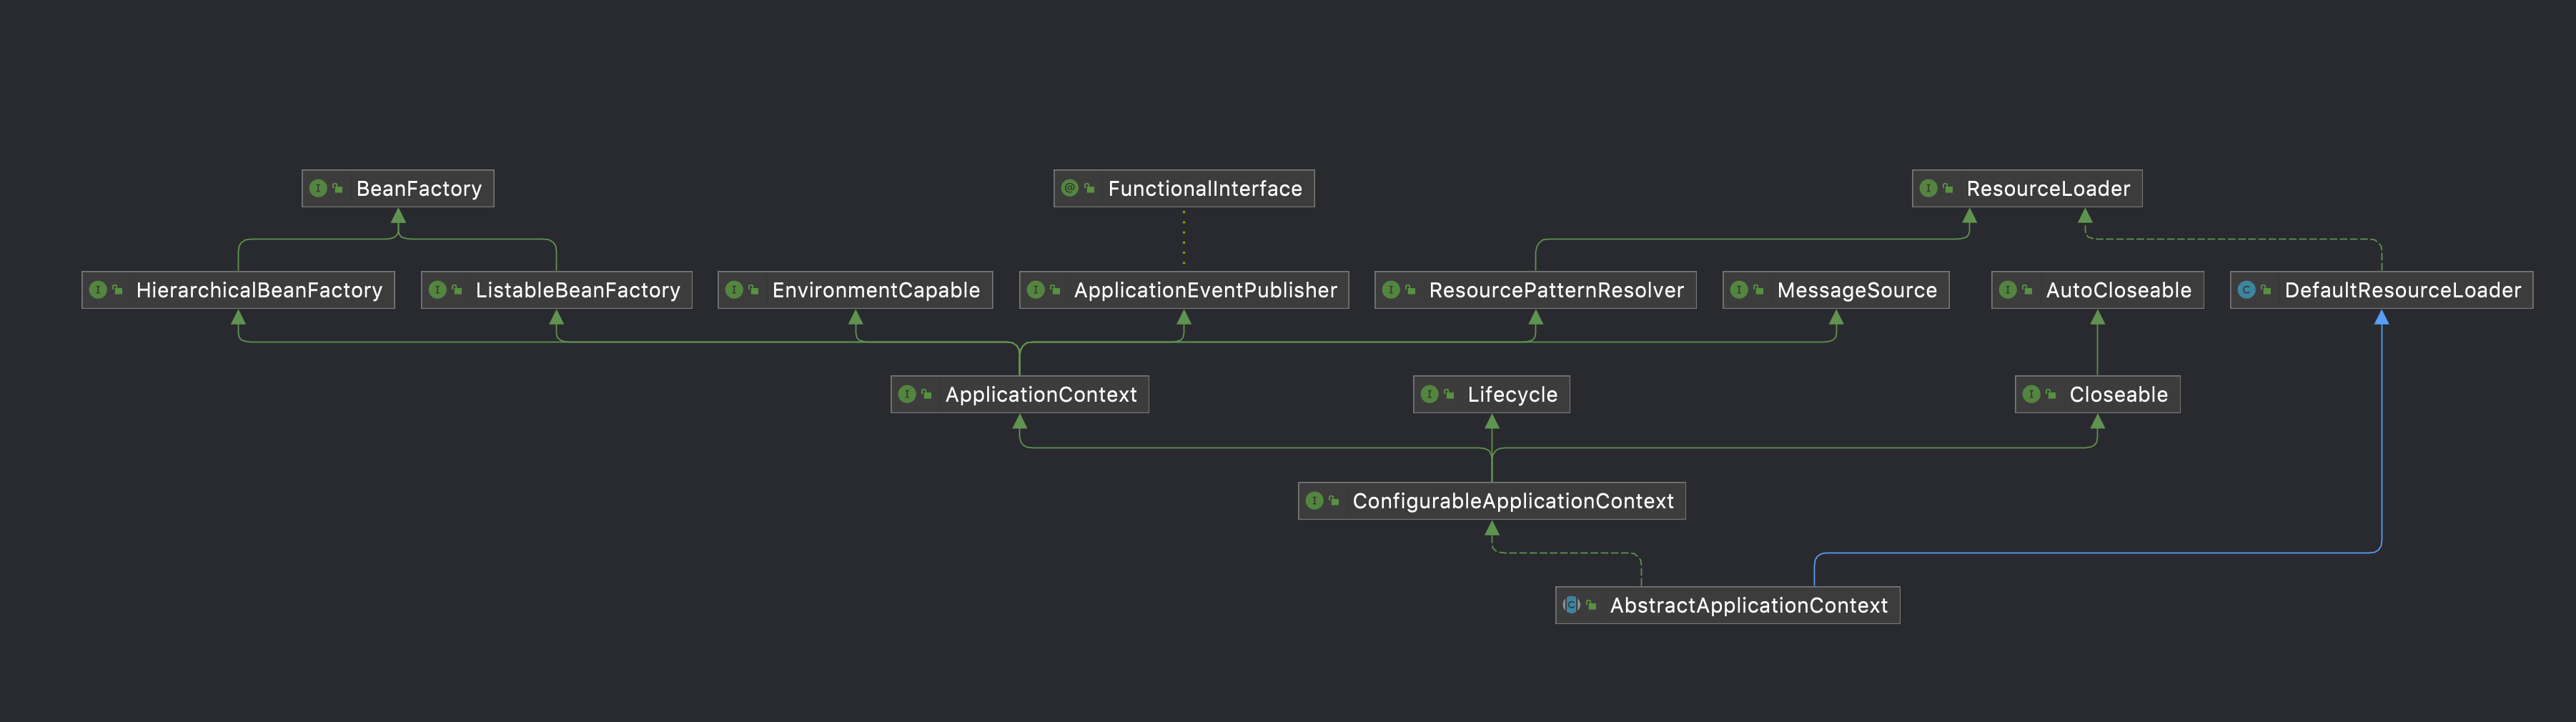 BeanFactory
FunctionalInterface
ResourceLoader
HierarchicalBeanFactory
ListableBeanFactory
EnvironmentCapable
ApplicationEventPublisher
ResourcePatternResolver
MessageSource
AutoCloseable
DefaultResourceLoader
ApplicationContext
Lifecycle
Closeable
ConfigurableApplicationContext
AbstractApplicationContext